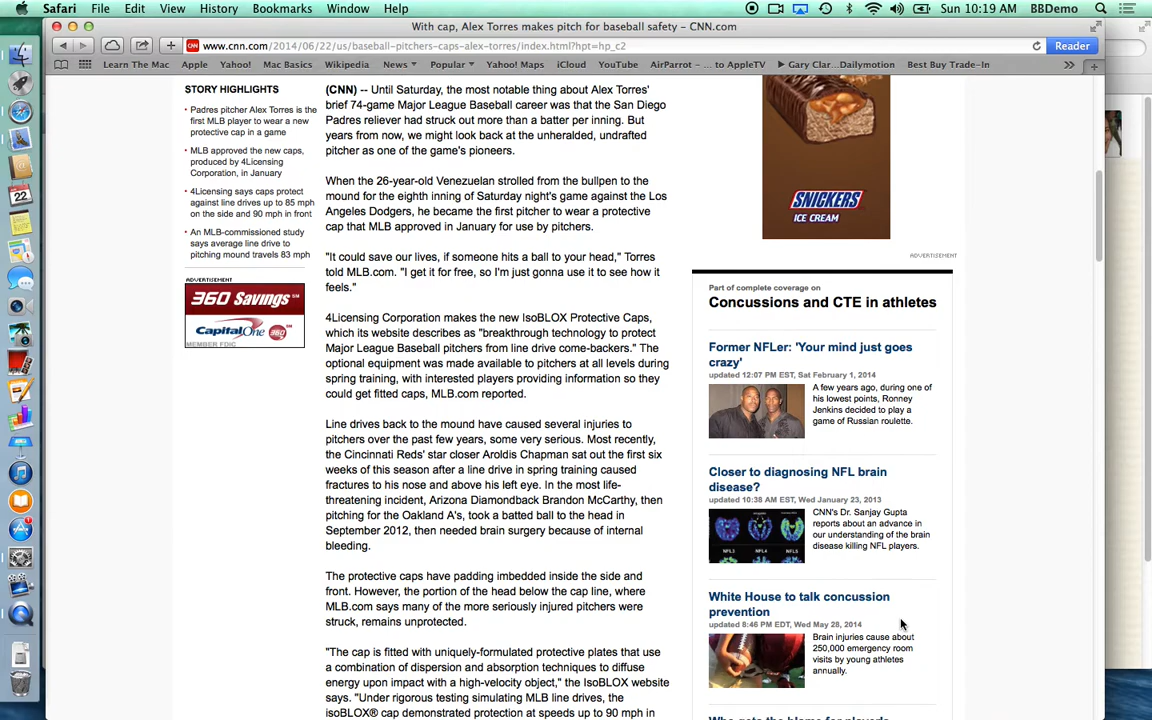 Safari File Edit View History Bookmarks Window Help
Sun 10:19 AM BBDemo
With cap, Alex Torres makes pitch for baseball safety – CNN.com
www.cnn.com/2014/06/22/us/baseball-pitchers-caps-alex-torres/index.html?hpt=hp_c2
Reader
Learn The Mac Apple Yahoo! Mac Basics Wikipedia News Popular Yahoo! Maps iCloud YouTube AirParrot – ... to AppleTV Gary Clar...Dailymotion Best Buy Trade-In
STORY HIGHLIGHTS
Padres pitcher Alex Torres is the
first MLB player to wear a new
protective cap in a game
MLB approved the new caps,
produced by 4Licensing
Corporation, in January
4Licensing says caps protect
against line drives up to 85 mph
on the side and 90 mph in front
An MLB-commissioned study
says average line drive to
pitching mound travels 83 mph
ADVERTISEMENT
360 Savings SM
Capital One 360
MEMBER FDIC
(CNN) -- Until Saturday, the most notable thing about Alex Torres'
brief 74-game Major League Baseball career was that the San Diego
Padres reliever had struck out more than a batter per inning. But
years from now, we might look back at the unheralded, undrafted
pitcher as one of the game's pioneers.
When the 26-year-old Venezuelan strolled from the bullpen to the
mound for the eighth inning of Saturday night's game against the Los
Angeles Dodgers, he became the first pitcher to wear a protective
cap that MLB approved in January for use by pitchers.
"It could save our lives, if someone hits a ball to your head," Torres
told MLB.com. "I get it for free, so I'm just gonna use it to see how it
feels."
4Licensing Corporation makes the new IsoBLOX Protective Caps,
which its website describes as "breakthrough technology to protect
Major League Baseball pitchers from line drive come-backers." The
optional equipment was made available to pitchers at all levels during
spring training, with interested players providing information so they
could get fitted caps, MLB.com reported.
Line drives back to the mound have caused several injuries to
pitchers over the past few years, some very serious. Most recently,
the Cincinnati Reds' star closer Aroldis Chapman sat out the first six
weeks of this season after a line drive in spring training caused
fractures to his nose and above his left eye. In the most life-
threatening incident, Arizona Diamondback Brandon McCarthy, then
pitching for the Oakland A's, took a batted ball to the head in
September 2012, then needed brain surgery because of internal
bleeding.
The protective caps have padding imbedded inside the side and
front. However, the portion of the head below the cap line, where
MLB.com says many of the more seriously injured pitchers were
struck, remains unprotected.
"The cap is fitted with uniquely-formulated protective plates that use
a combination of dispersion and absorption techniques to diffuse
energy upon impact with a high-velocity object," the IsoBLOX website
says. "Under rigorous testing simulating MLB line drives, the
isoBLOX® cap demonstrated protection at speeds up to 90 mph in
SNICKERS
ICE CREAM
ADVERTISEMENT
Part of complete coverage on
Concussions and CTE in athletes
Former NFLer: 'Your mind just goes
crazy'
updated 12:07 PM EST, Sat February 1, 2014
A few years ago, during one of
his lowest points, Ronney
Jenkins decided to play a
game of Russian roulette.
Closer to diagnosing NFL brain
disease?
updated 10:38 AM EST, Wed January 23, 2013
CNN's Dr. Sanjay Gupta
reports about an advance in
our understanding of the brain
disease killing NFL players.
NFL3 NFL4 NFL5
White House to talk concussion
prevention
updated 8:46 PM EDT, Wed May 28, 2014
Brain injuries cause about
250,000 emergency room
visits by young athletes
annually.
Who gets the blame for players'
22